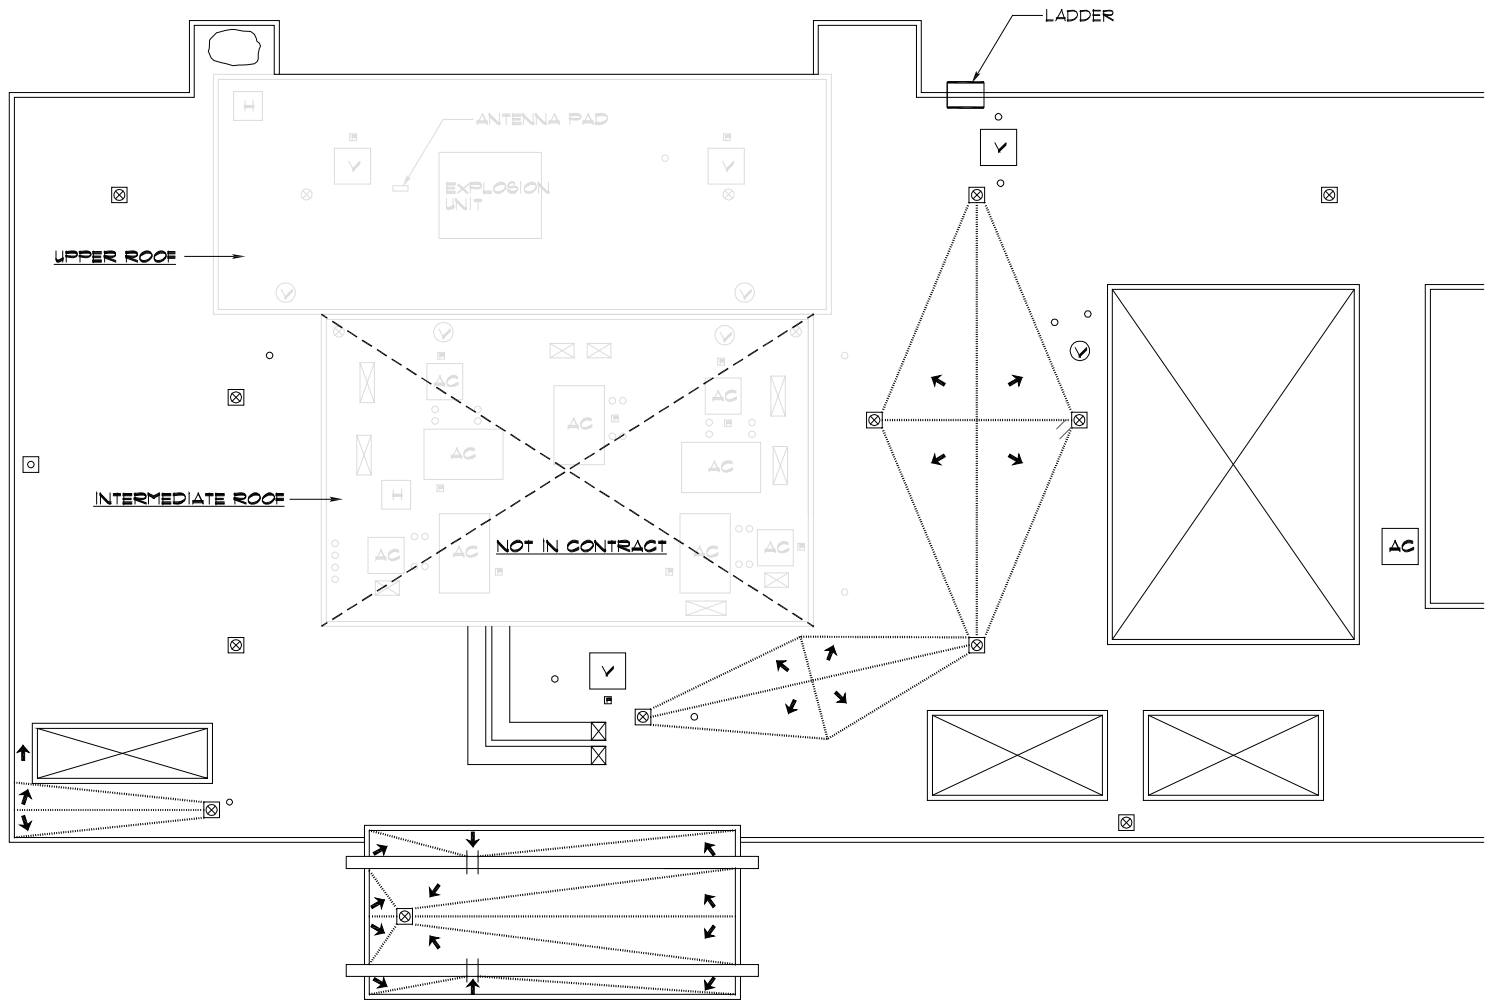 LADDER
H
ANTENNA PAD
V
V
V
EXPLOSION
UNIT
UPPER ROOF
V
V
V
V
V
AC
AC
AC
AC
AC
H
INTERMEDIATE ROOF
NOT IN CONTRACT
AC
AC
AC
AC
AC
V